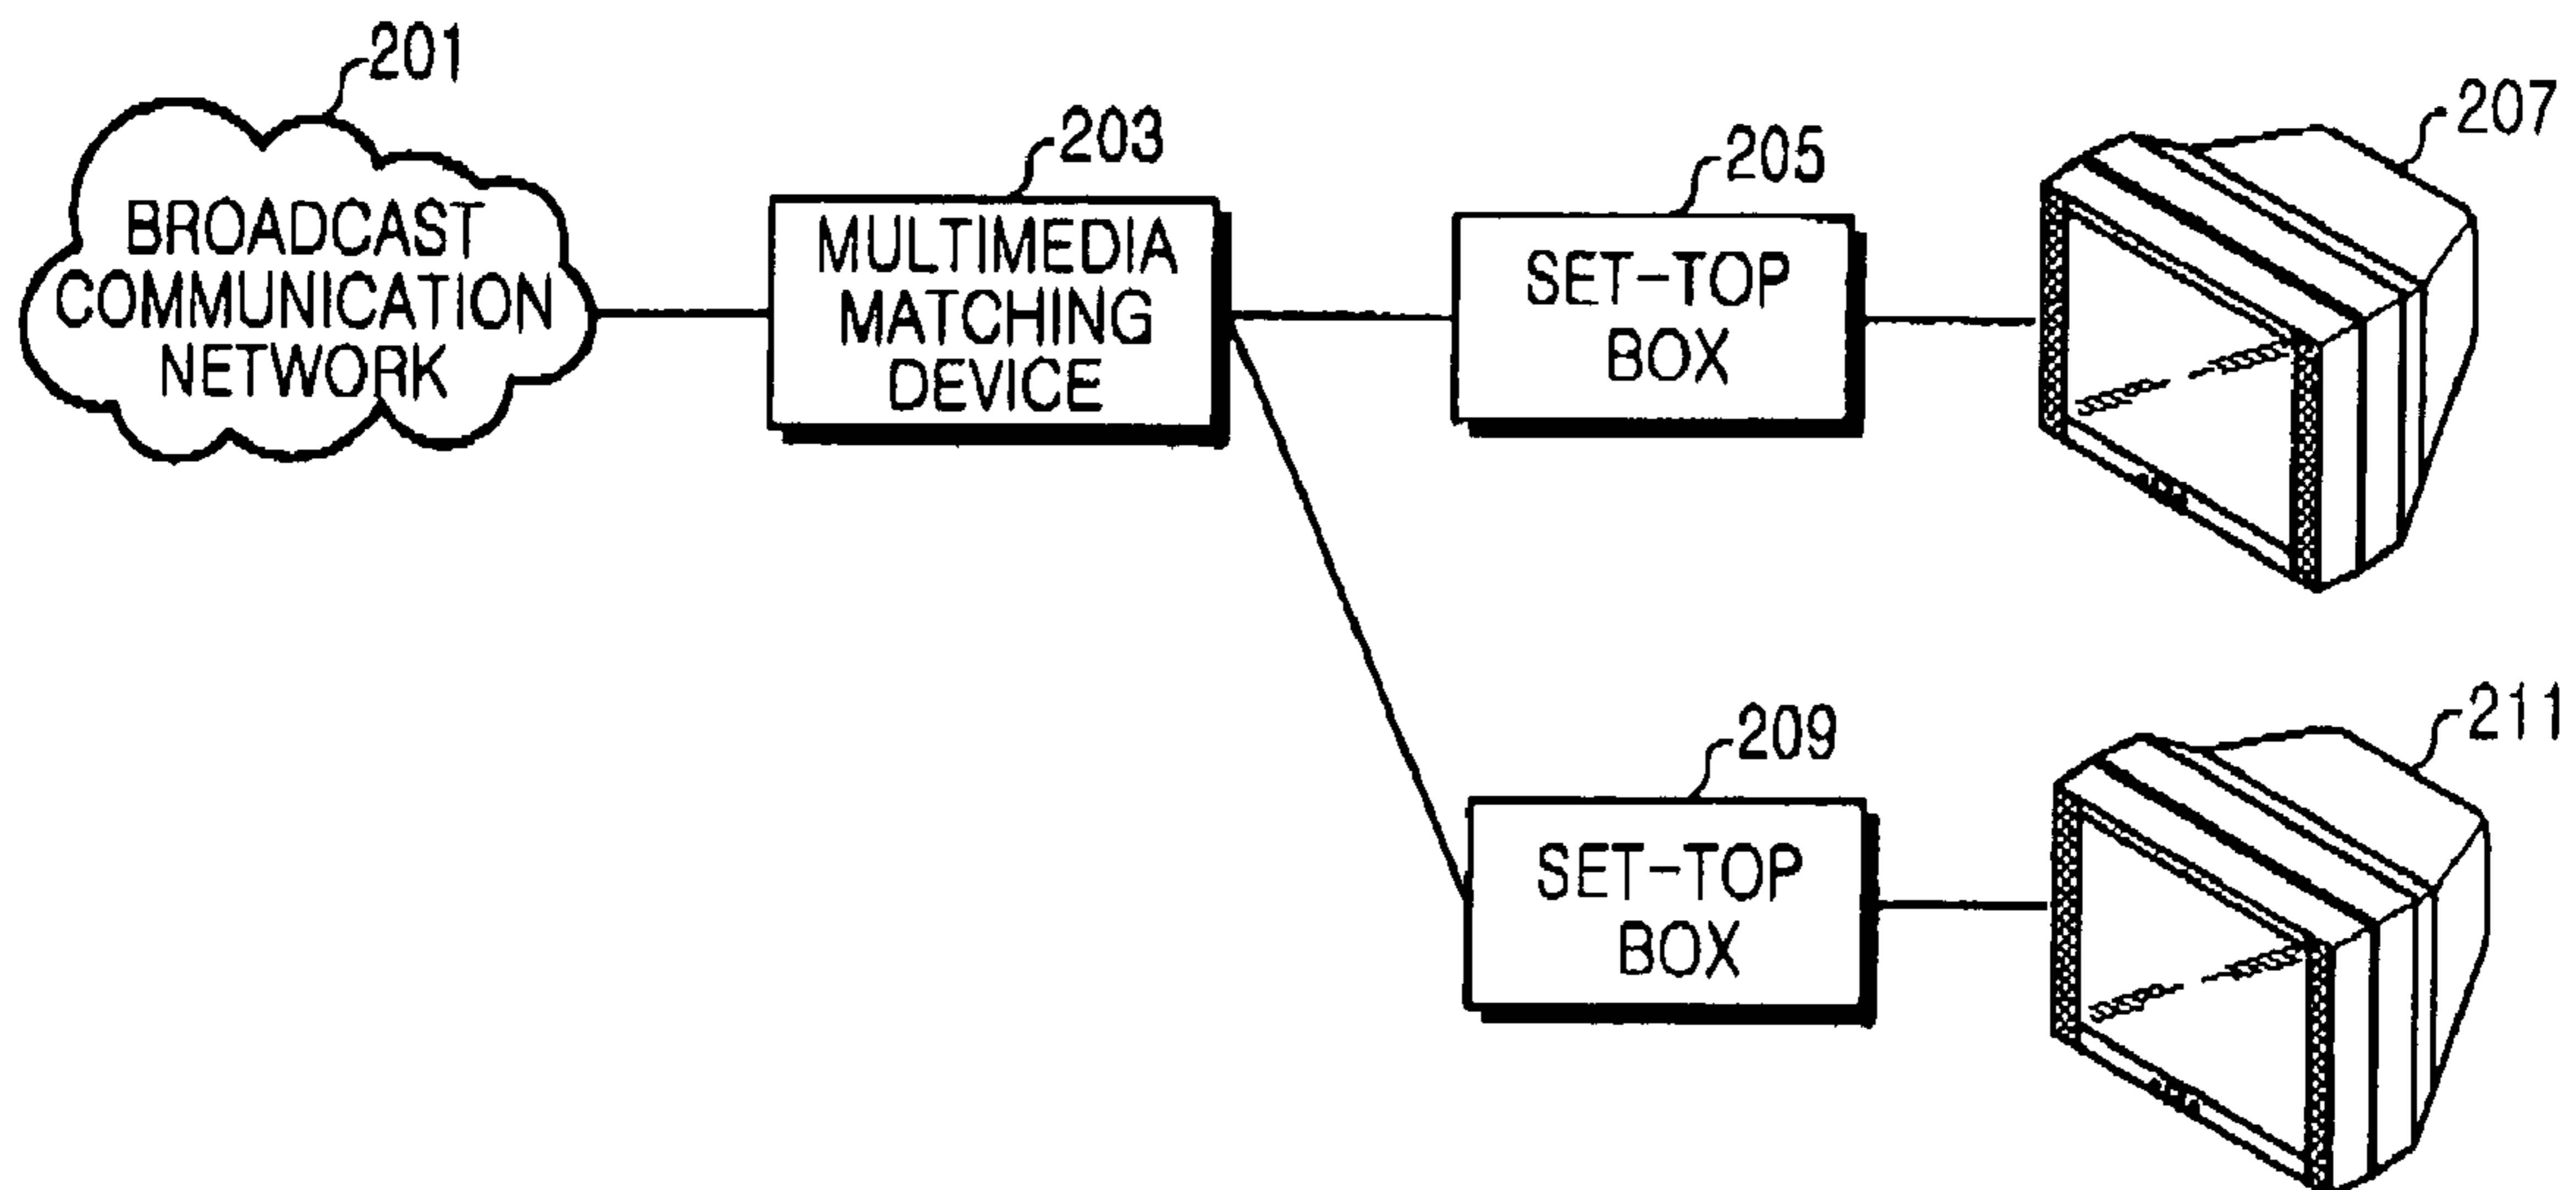 201
BROADCAST
COMMUNICATION
NETWORK
203
MULTIMEDIA
MATCHING
DEVICE
205
SET-TOP
BOX
207
209
SET-TOP
BOX
211